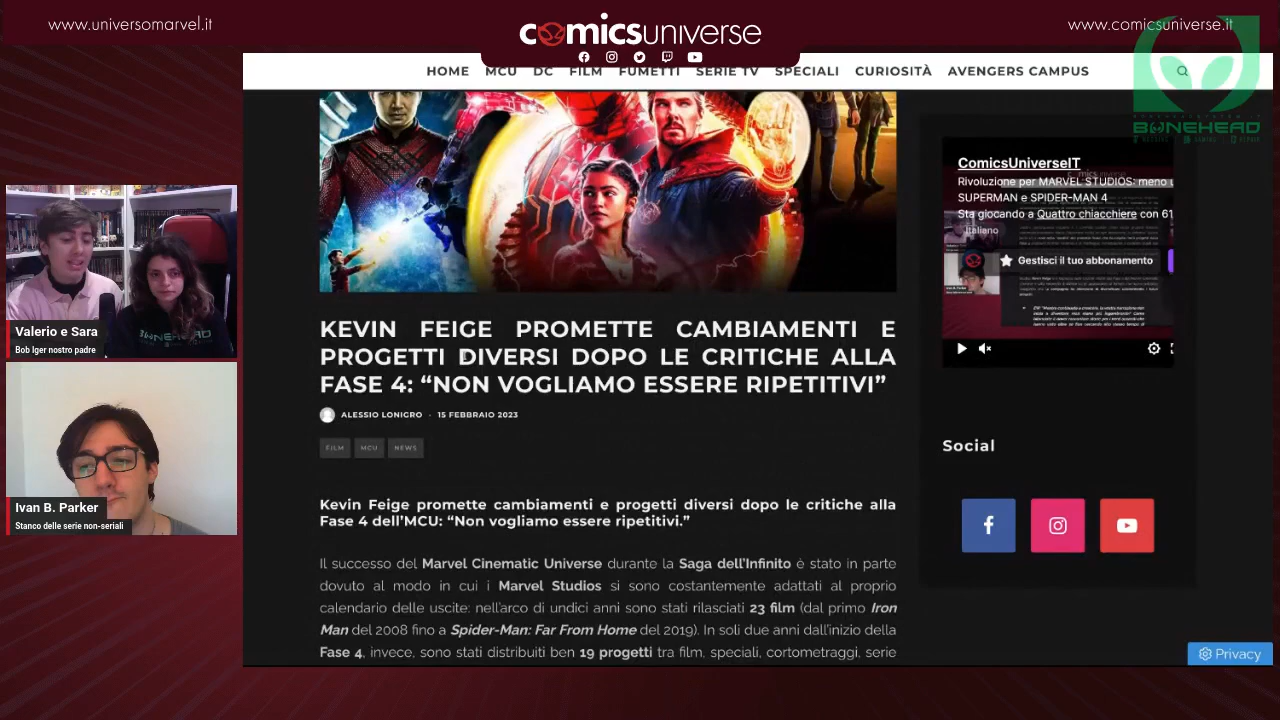 www.universomarvel.it
comicsuniverse
www.comicsuniverse.it
HOME MCU DC FILM FUMETTI SERIE TV SPECIALI CURIOSITÀ AVENGERS CAMPUS
BONEHEAD
ComicsUniverseIT
Rivoluzione per MARVEL STUDIOS: meno u
SUPERMAN e SPIDER-MAN 4
Sta giocando a Quattro chiacchiere con 61
Italiano
Gestisci il tuo abbonamento
Valerio e Sara
Bob Iger nostro padre
BONEHEAD
Ivan B. Parker
Stanco delle serie non-seriali
KEVIN FEIGE PROMETTE CAMBIAMENTI E
PROGETTI DIVERSI DOPO LE CRITICHE ALLA
FASE 4: “NON VOGLIAMO ESSERE RIPETITIVI”
ALESSIO LONIGRO · 15 FEBBRAIO 2023
FILM MCU NEWS
Kevin Feige promette cambiamenti e progetti diversi dopo le critiche alla
Fase 4 dell’MCU: “Non vogliamo essere ripetitivi.”
Il successo del Marvel Cinematic Universe durante la Saga dell’Infinito è stato in parte
dovuto al modo in cui i Marvel Studios si sono costantemente adattati al proprio
calendario delle uscite: nell’arco di undici anni sono stati rilasciati 23 film (dal primo Iron
Man del 2008 fino a Spider-Man: Far From Home del 2019). In soli due anni dall’inizio della
Fase 4, invece, sono stati distribuiti ben 19 progetti tra film, speciali, cortometraggi, serie
Social
Privacy